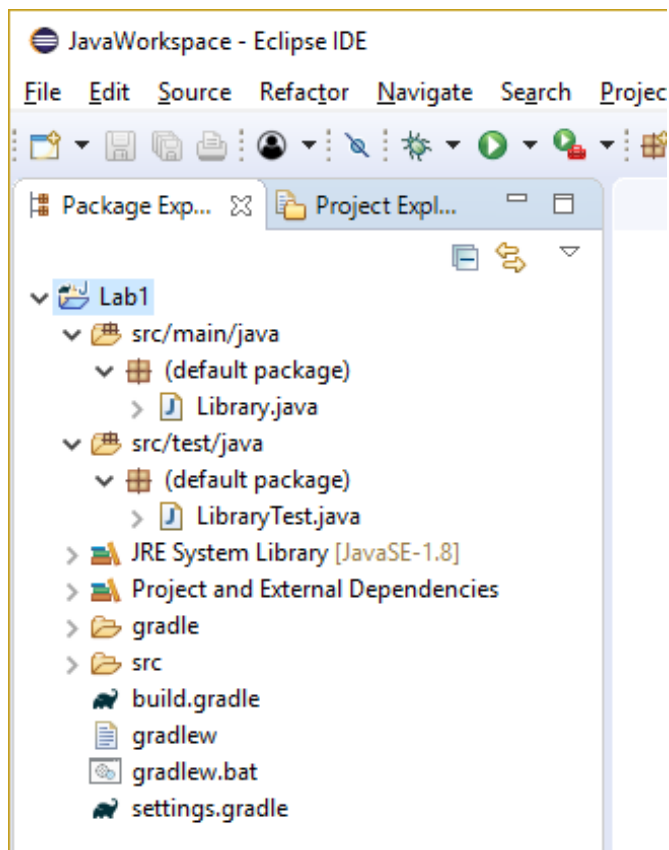 JavaWorkspace - Eclipse IDE
File Edit Source Refactor Navigate Search Projec
Package Exp... Project Expl...
Lab1
src/main/java
(default package)
Library.java
src/test/java
(default package)
LibraryTest.java
JRE System Library [JavaSE-1.8]
Project and External Dependencies
gradle
src
build.gradle
gradlew
gradlew.bat
settings.gradle